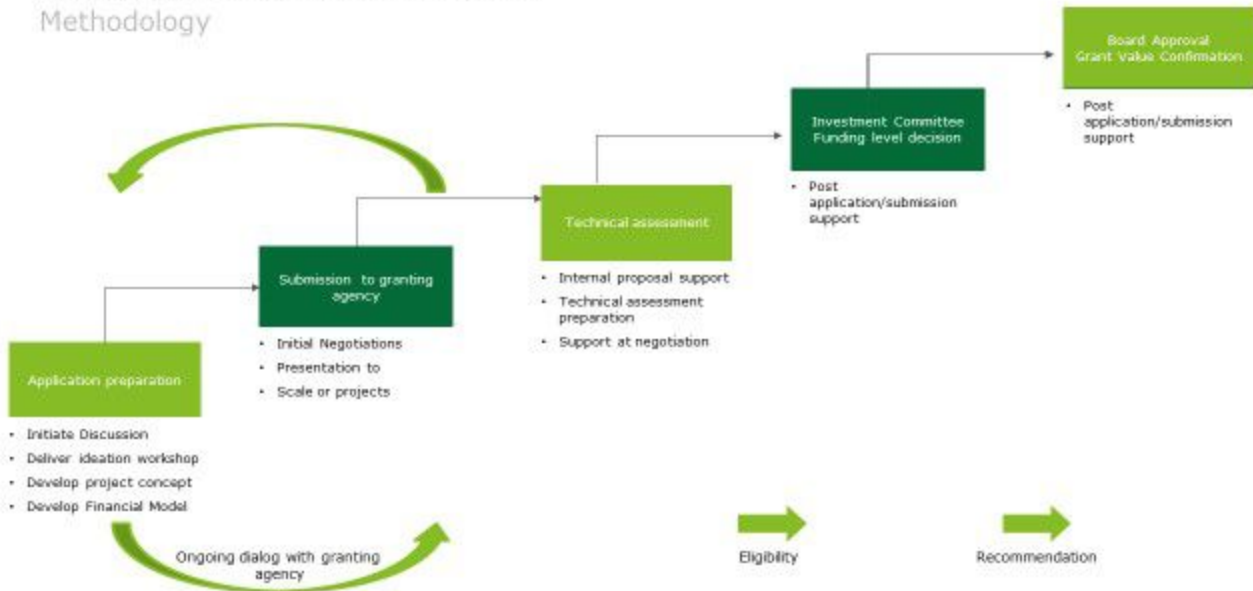 Methodology
Board Approval
Grant Value Confirmation
• Post
application/submission
support
Investment Committee
Funding level decision
• Post
application/submission
support
Technical assessment
• Internal proposal support
• Technical assessment
preparation
• Support at negotiation
Submission to granting
agency
• Initial Negotiations
• Presentation to
• Scale or projects
Application preparation
• Initiate Discussion
• Deliver ideation workshop
• Develop project concept
• Develop Financial Model
Ongoing dialog with granting
agency
Eligibility
Recommendation